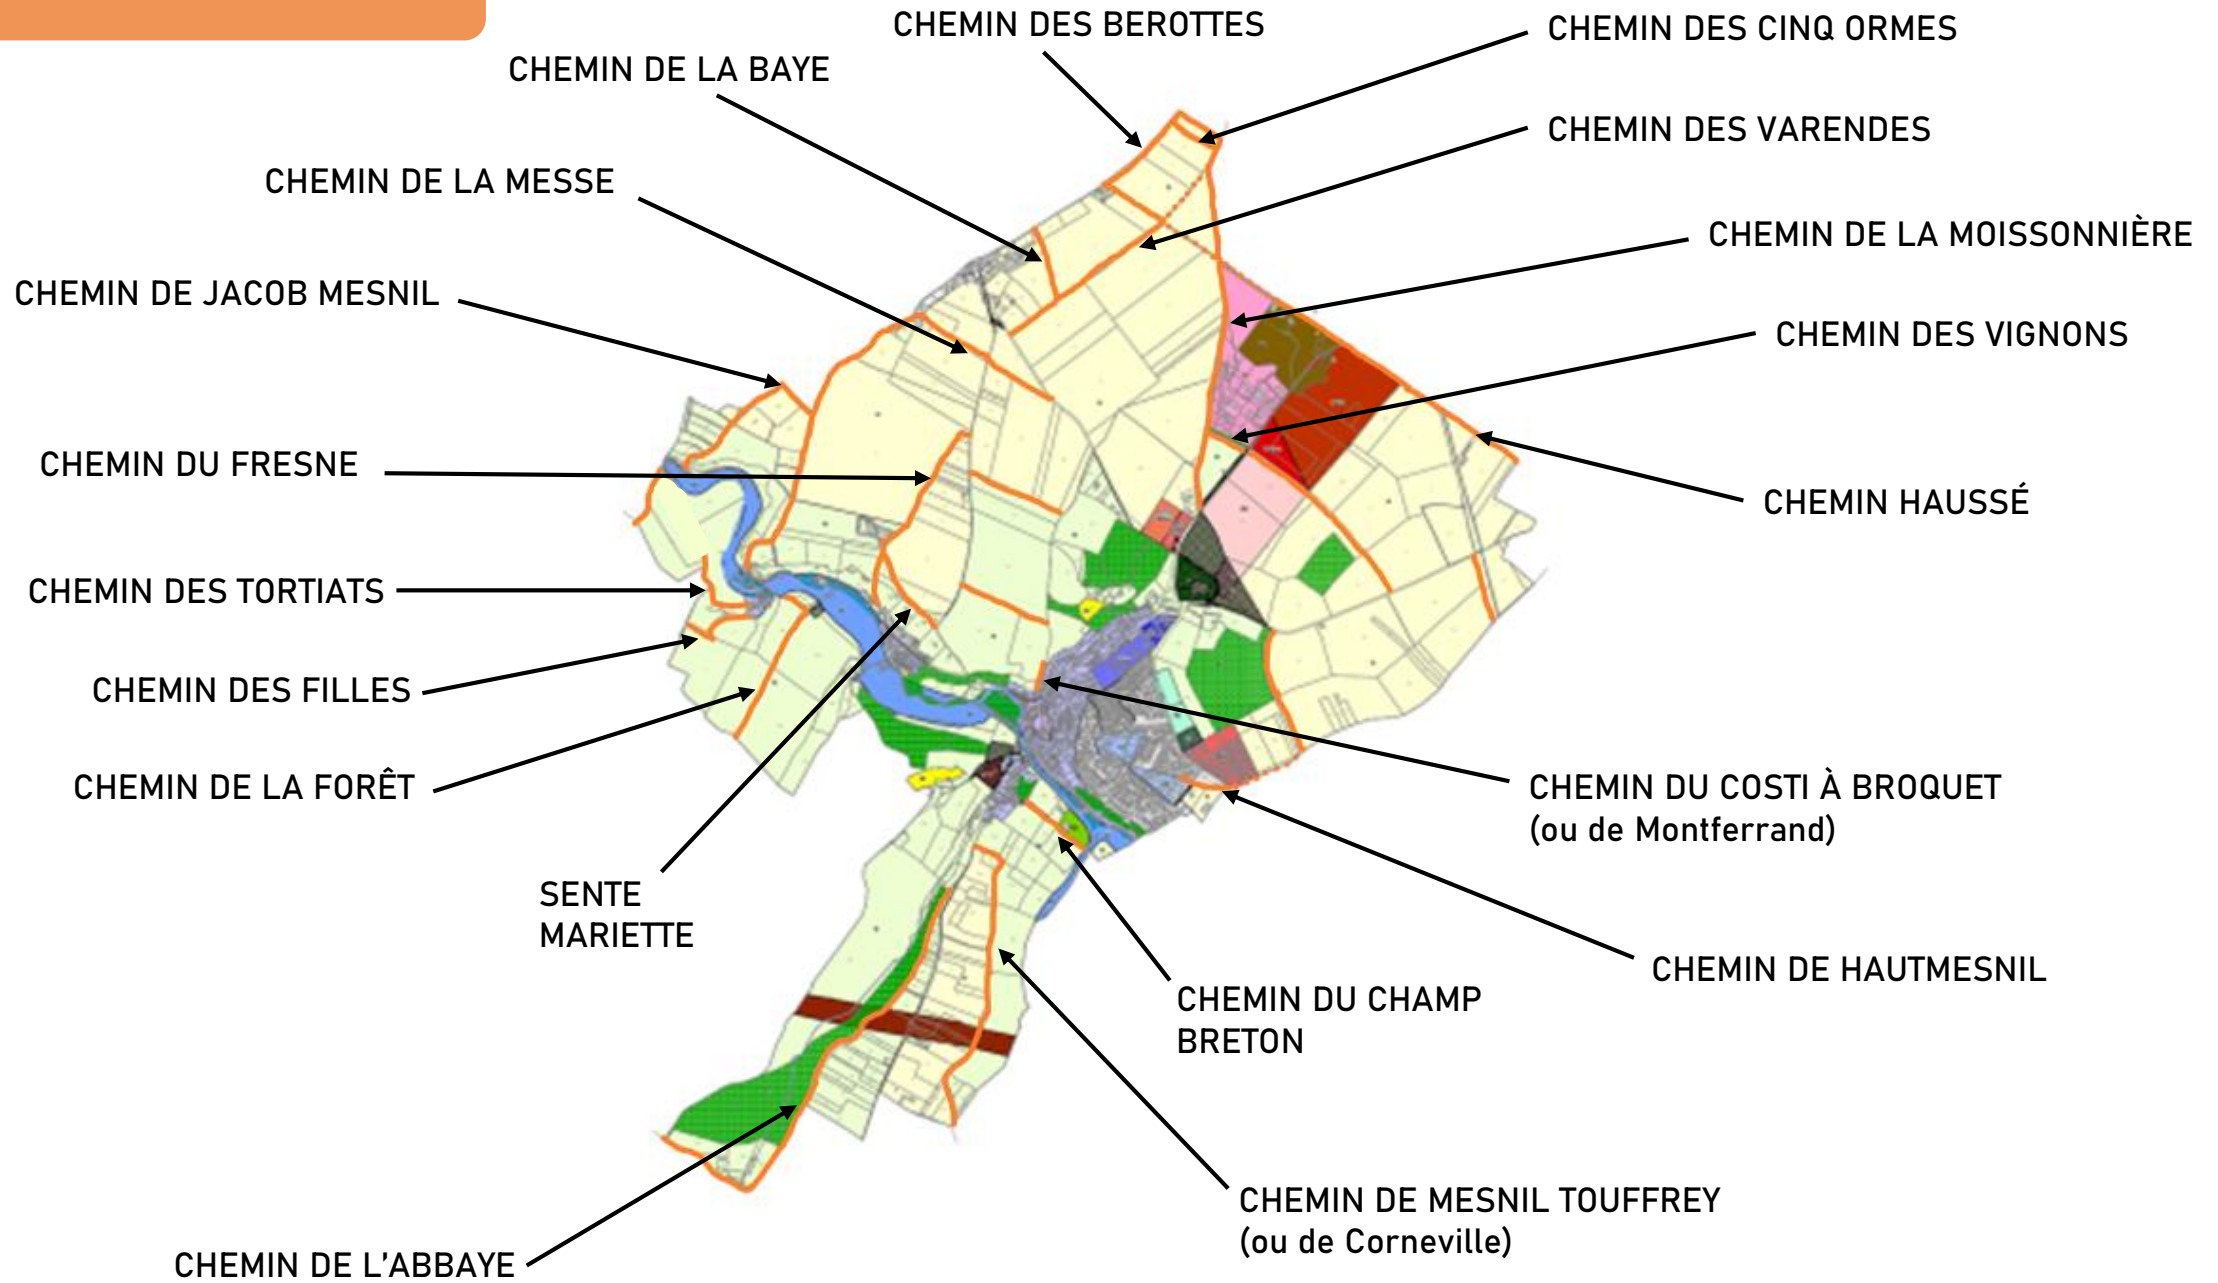 CHEMIN DES BEROTTES
CHEMIN DES CINQ ORMES
CHEMIN DE LA BAYE
CHEMIN DES VARENDES
CHEMIN DE LA MESSE
CHEMIN DE LA MOISSONNIÈRE
CHEMIN DE JACOB MESNIL
CHEMIN DES VIGNONS
CHEMIN DU FRESNE
CHEMIN HAUSSÉ
CHEMIN DES TORTIATS
CHEMIN DES FILLES
CHEMIN DE LA FORÊT
CHEMIN DU COSTI À BROQUET
(ou de Montferrand)
SENTE
MARIETTE
CHEMIN DE HAUTMESNIL
CHEMIN DU CHAMP
BRETON
CHEMIN DE MESNIL TOUFFREY
(ou de Corneville)
CHEMIN DE L'ABBAYE